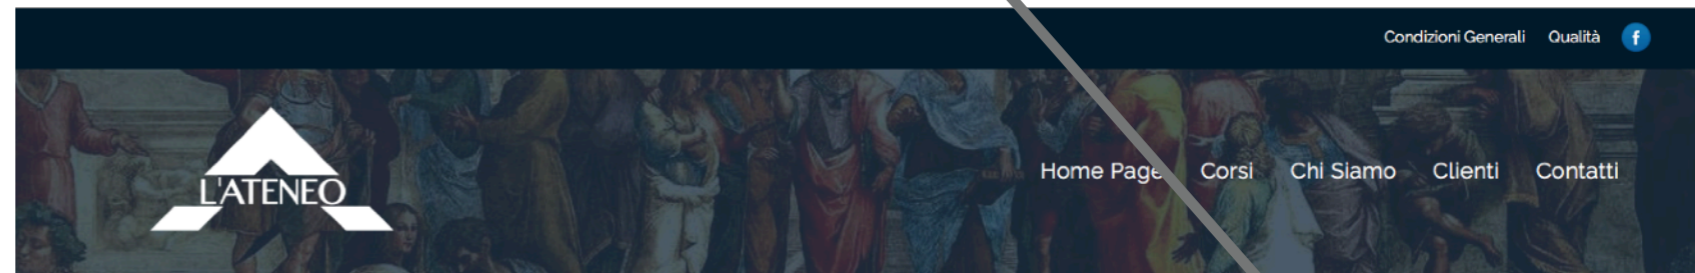 Condizioni Generali Qualità f
L'ATENEO
Home Page Corsi Chi Siamo Clienti Contatti